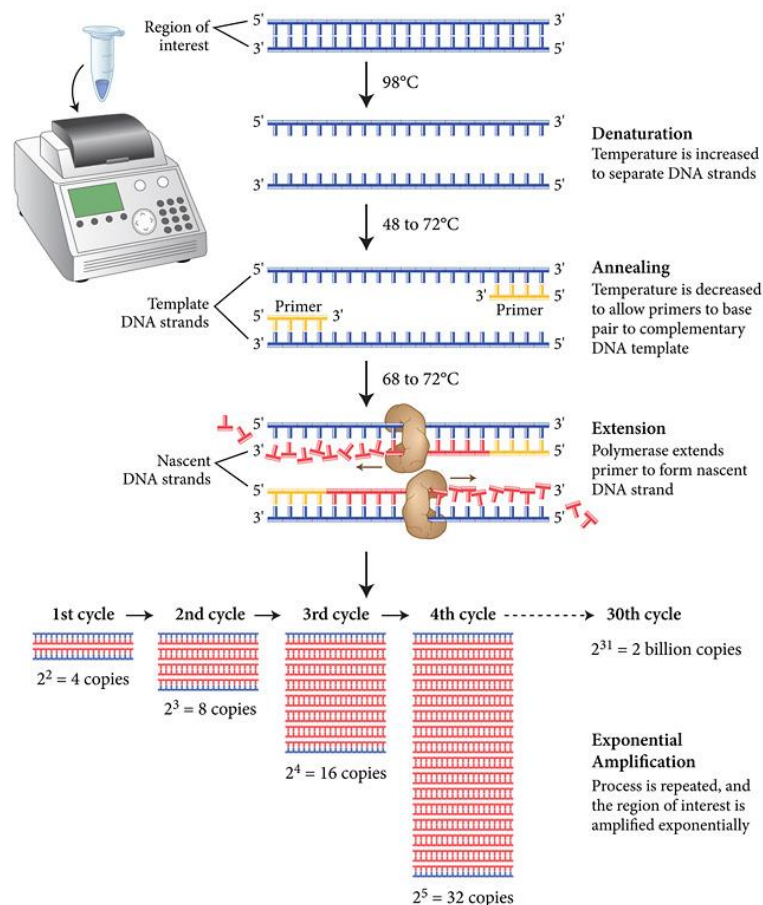 Region of
interest
5'
3'
3'
5'
98°C
5'
3'
3'
5'
Denaturation
Temperature is increased
to separate DNA strands
48 to 72°C
5'
3'
3'
5'
Primer
Template
DNA strands
Primer
5'
3'
3'
5'
Annealing
Temperature is decreased
to allow primers to base
pair to complementary
DNA template
68 to 72°C
5'
3'
3'
5'
Nascent
DNA strands
5'
3'
3'
5'
Extension
Polymerase extends
primer to form nascent
DNA strand
1st cycle
2nd cycle
3rd cycle
4th cycle
30th cycle
2² = 4 copies
2³ = 8 copies
2⁴ = 16 copies
2⁵ = 32 copies
2³¹ = 2 billion copies
Exponential
Amplification
Process is repeated, and
the region of interest is
amplified exponentially